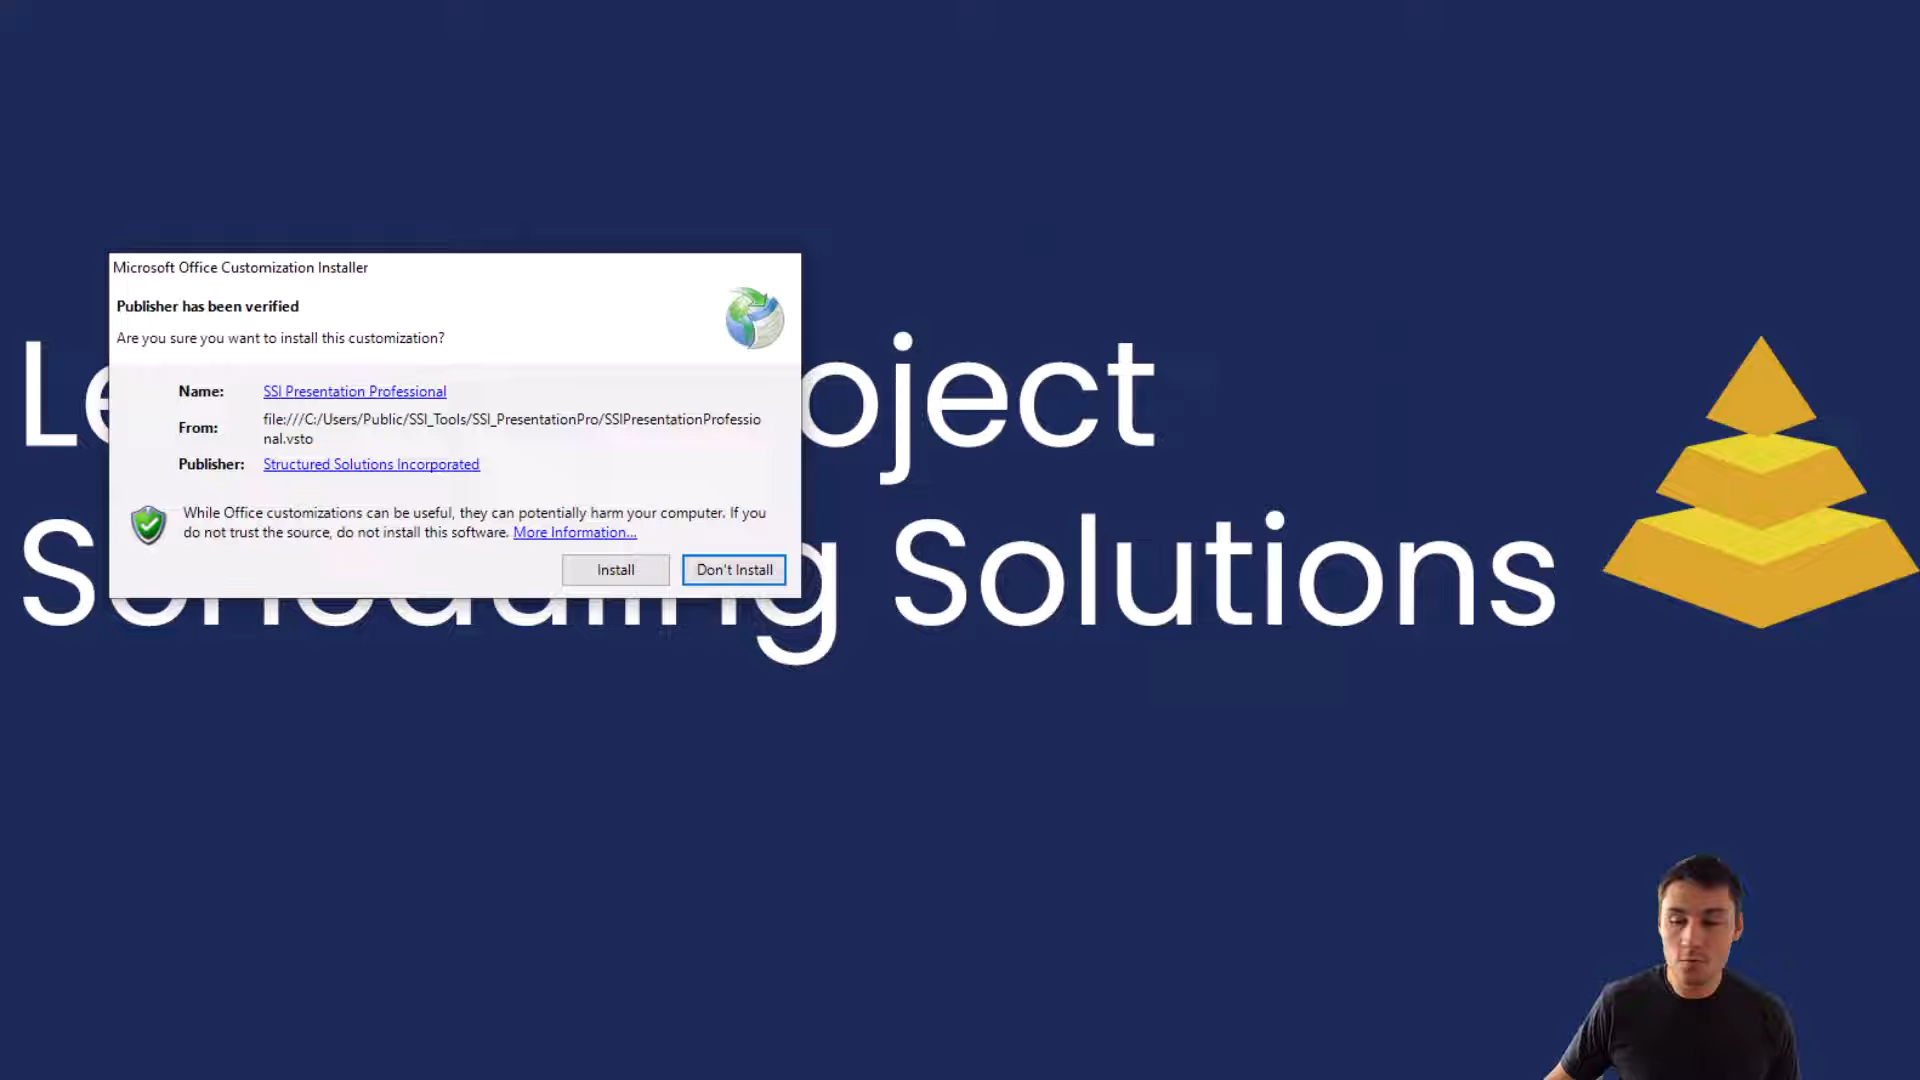 Microsoft Office Customization Installer
Publisher has been verified
Are you sure you want to install this customization?
Name: SSI Presentation Professional
From: file:///C:/Users/Public/SSI_Tools/SSI_PresentationPro/SSIPresentationProfessio
nal.vsto
Publisher: Structured Solutions Incorporated
While Office customizations can be useful, they can potentially harm your computer. If you
do not trust the source, do not install this software. More Information...
Install Don't Install
Solutions